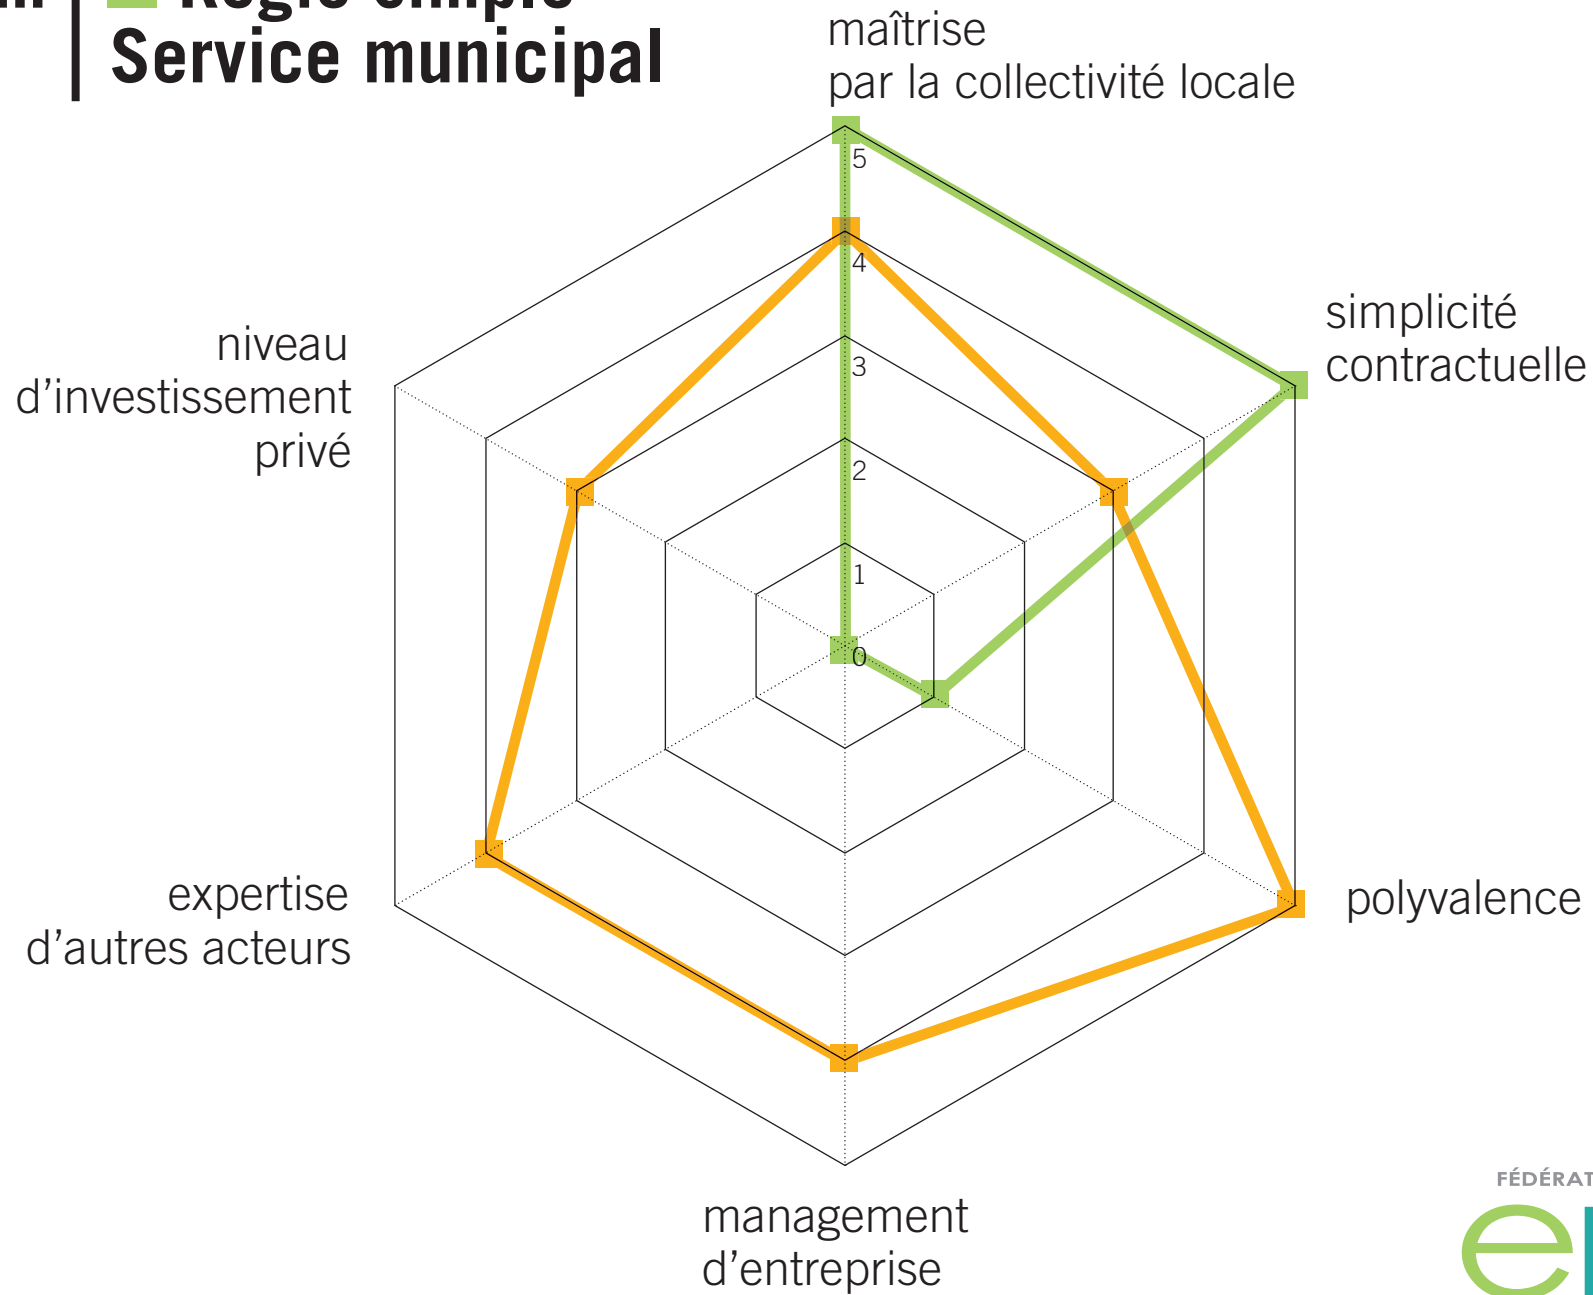 Service municipal
maîtrise
par la collectivité locale
5
4
simplicité
contractuelle
niveau
d’investissement
privé
3
2
1
0
expertise
d’autres acteurs
polyvalence
management
d’entreprise